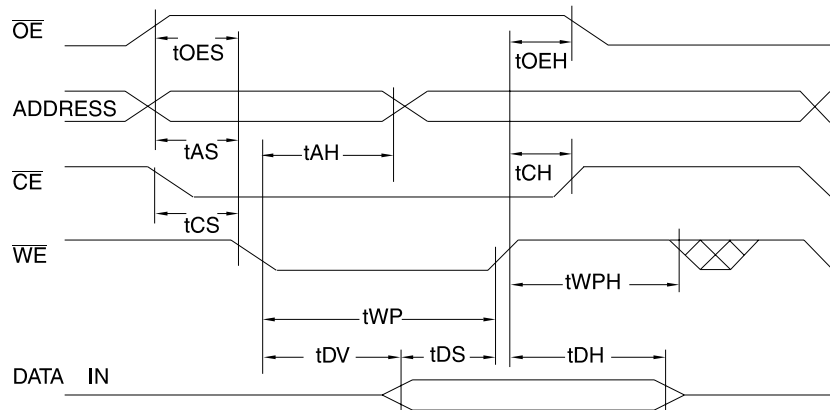 OE
tOES
tOEH
ADDRESS
tAS
tAH
CE
tCH
tCS
WE
tWPH
tWP
tDV
tDS
tDH
DATA IN